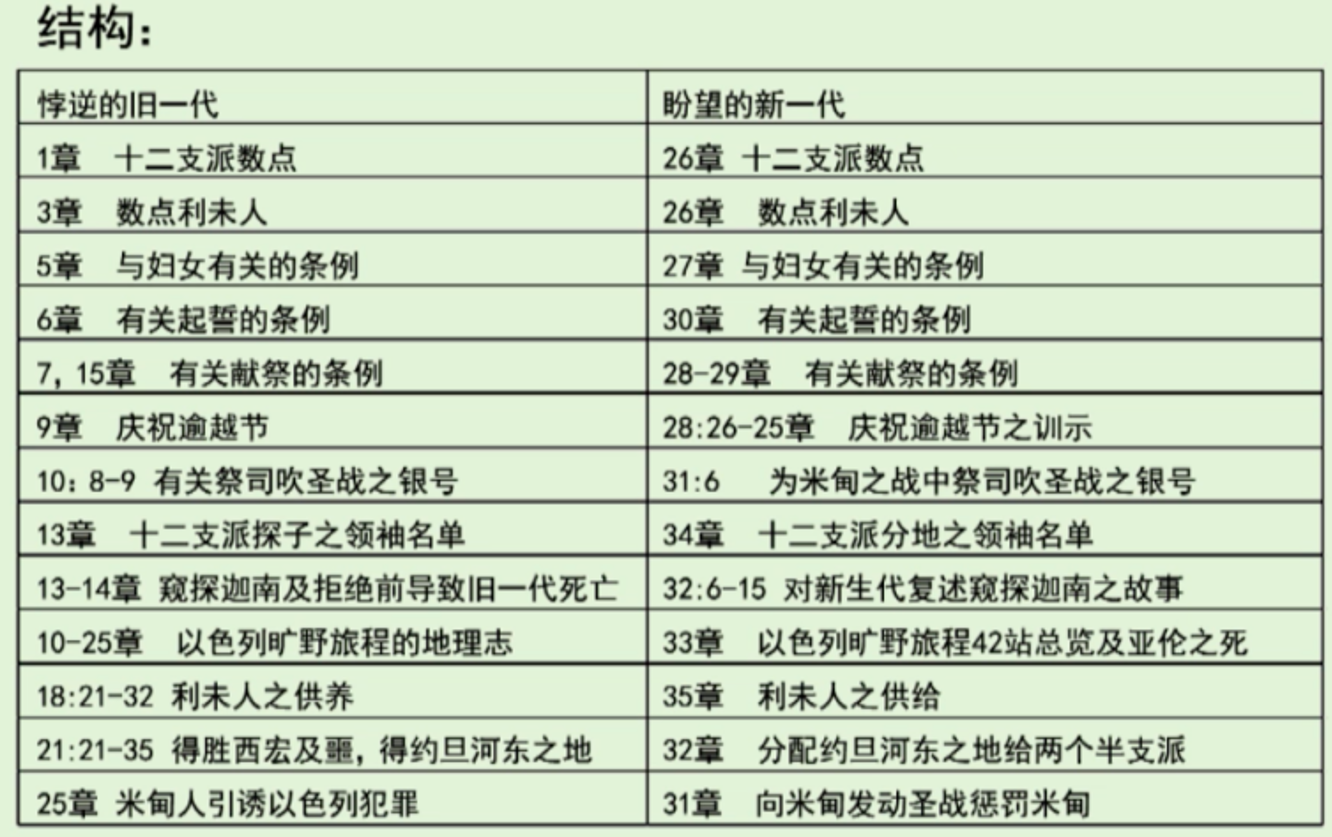 结构：
悖逆的旧一代 盼望的新一代
1章 十二支派数点 26章 十二支派数点
3章 数点利未人 26章 数点利未人
5章 与妇女有关的条例 27章 与妇女有关的条例
6章 有关起誓的条例 30章 有关起誓的条例
7，15章 有关献祭的条例 28-29章 有关献祭的条例
9章 庆祝逾越节 28:26-25章 庆祝逾越节之训示
10：8-9 有关祭司吹圣战之银号 31:6 为米甸之战中祭司吹圣战之银号
13章 十二支派探子之领袖名单 34章 十二支派分地之领袖名单
13-14章 窥探迦南及拒绝前导致旧一代死亡 32:6-15 对新生代复述窥探迦南之故事
10-25章 以色列旷野旅程的地理志 33章 以色列旷野旅程42站总览及亚伦之死
18:21-32 利未人之供养 35章 利未人之供给
21:21-35 得胜西宏及噩，得约旦河东之地 32章 分配约旦河东之地给两个半支派
25章 米甸人引诱以色列犯罪 31章 向米甸发动圣战惩罚米甸